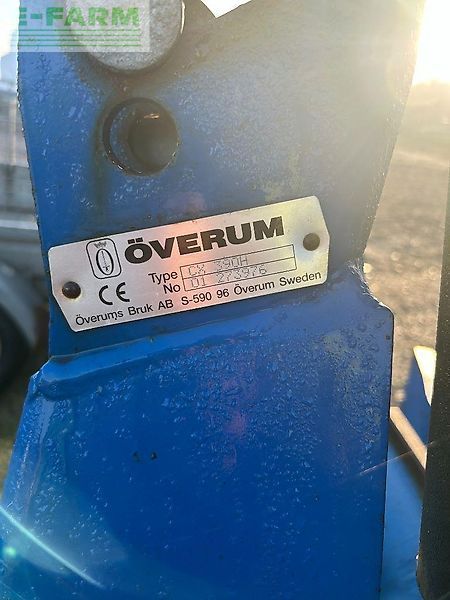 E-FARM
ÖVERUM
Type CX 390H
No 01 273976
CE
Överums Bruk AB S-590 96 Överum Sweden